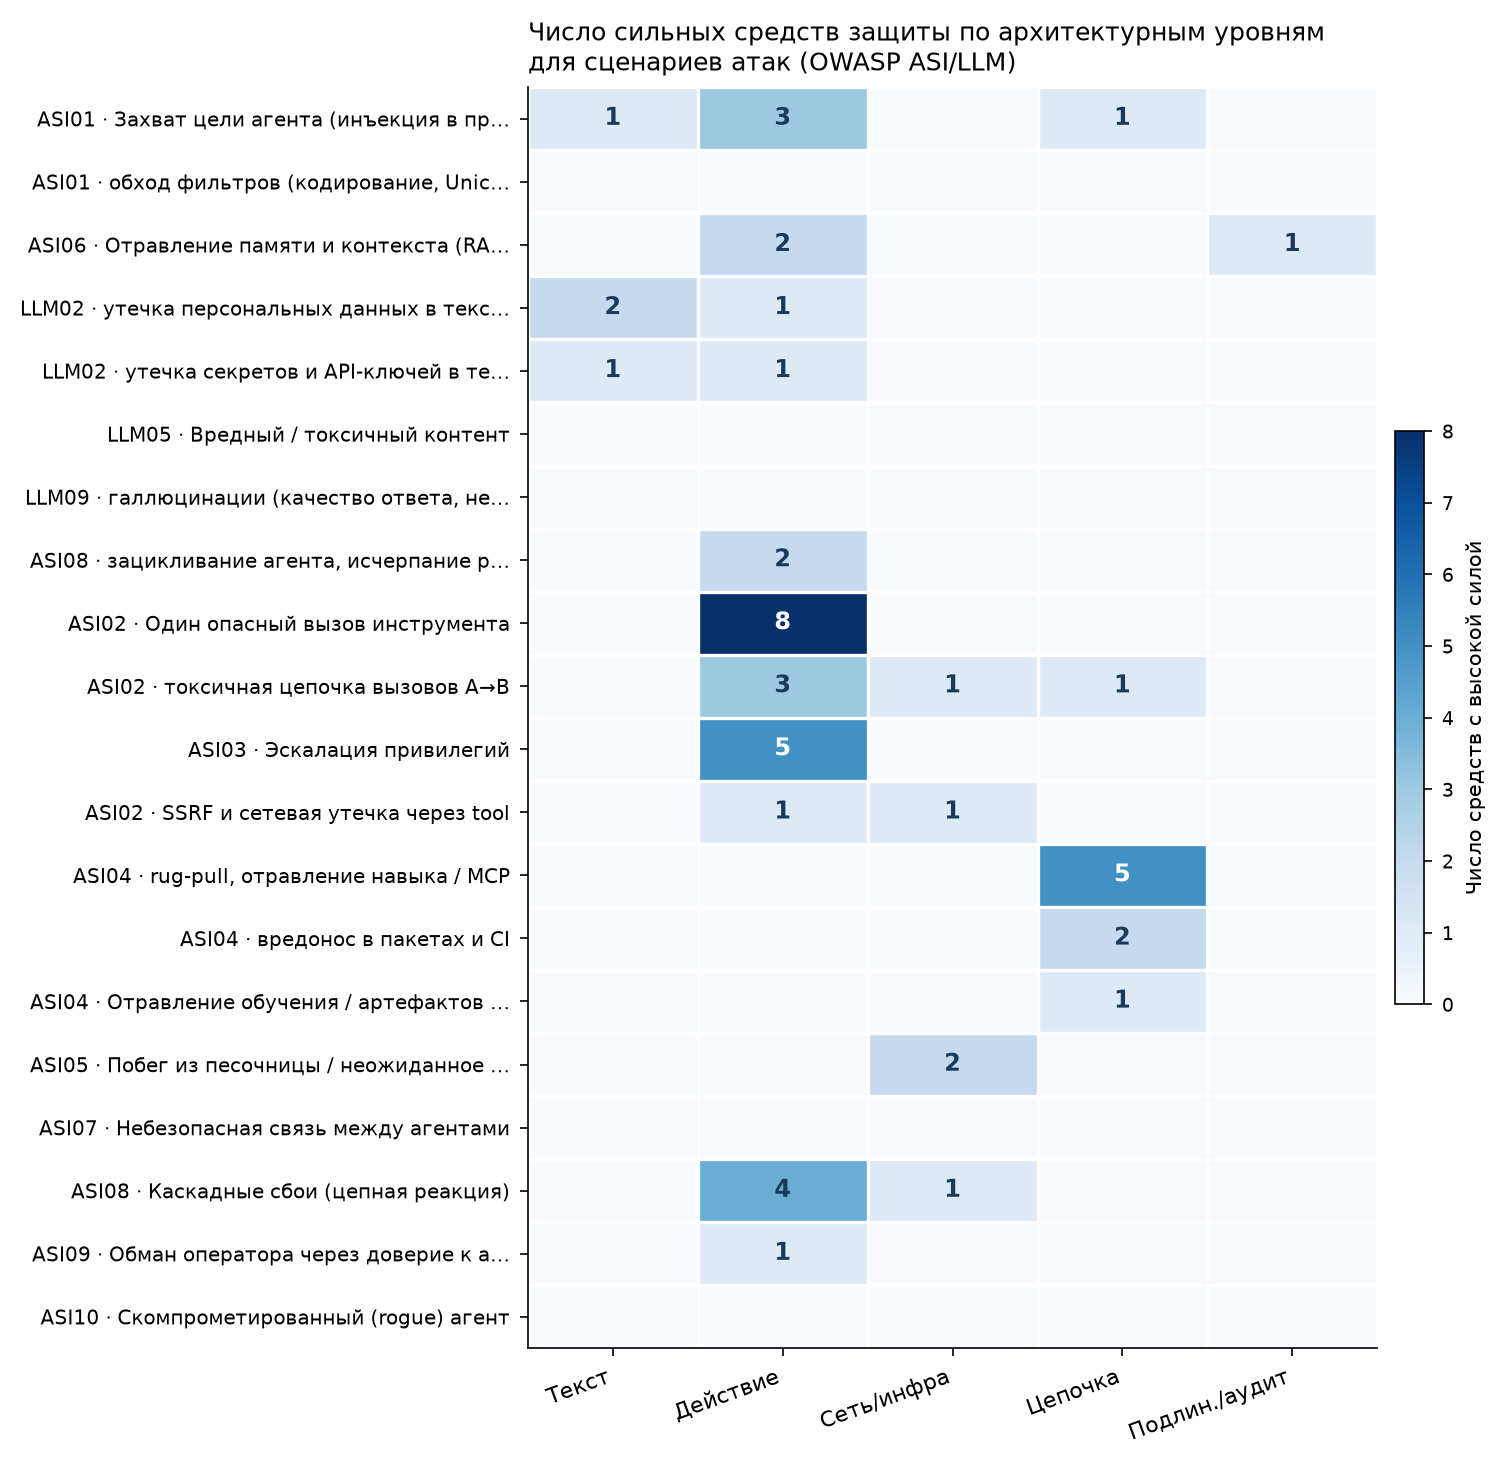 Число сильных средств защиты по архитектурным уровням
для сценариев атак (OWASP ASI/LLM)
ASI01 · Захват цели агента (инъекция в пр… 1 3 1
ASI01 · обход фильтров (кодирование, Unic…
ASI06 · Отравление памяти и контекста (RA… 2 1
LLM02 · утечка персональных данных в текс… 2 1
LLM02 · утечка секретов и API-ключей в те… 1 1
LLM05 · Вредный / токсичный контент
LLM09 · галлюцинации (качество ответа, не…
ASI08 · зацикливание агента, исчерпание р… 2
ASI02 · Один опасный вызов инструмента 8
ASI02 · токсичная цепочка вызовов A→B 3 1 1
ASI03 · Эскалация привилегий 5
ASI02 · SSRF и сетевая утечка через tool 1 1
ASI04 · rug-pull, отравление навыка / MCP 5
ASI04 · вредонос в пакетах и CI 2
ASI04 · Отравление обучения / артефактов … 1
ASI05 · Побег из песочницы / неожиданное … 2
ASI07 · Небезопасная связь между агентами
ASI08 · Каскадные сбои (цепная реакция) 4 1
ASI09 · Обман оператора через доверие к а… 1
ASI10 · Скомпрометированный (rogue) агент
Текст
Действие
Сеть/инфра
Цепочка
Подлин./аудит
8
7
6
5
4
3
2
1
0
Число средств с высокой силой